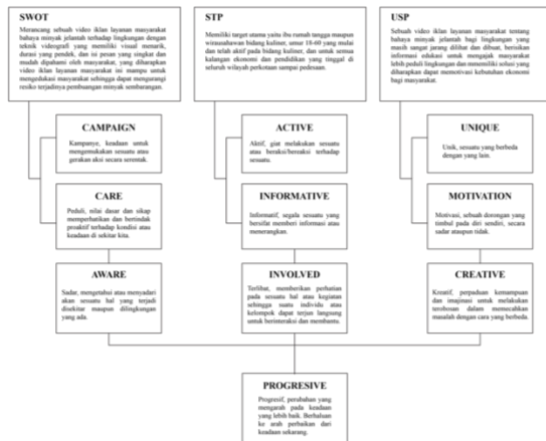 SWOT
Merancang sebuah video iklan layanan masyarakat
bahaya minyak jelantah terhadap lingkungan dengan
teknik videografi yang memiliki visual menarik,
durasi yang pendek, dan isi pesan yang singkat dan
mudah dipahami oleh masyarakat, yang diharapkan
video iklan layanan masyarakat ini mampu untuk
mengedukasi masyarakat sehingga dapat mengurangi
resiko terjadinya pembuangan minyak sembarangan.
STP
Memiliki target utama yaitu ibu rumah tangga maupun
wirausahawan bidang kuliner, umur 18-60 yang mulai
dan telah aktif pada bidang kuliner, dan untuk semua
kalangan ekonomi dan pendidikan yang tinggal di
seluruh wilayah perkotaan sampai pedesaan.
USP
Sebuah video iklan layanan masyarakat tentang
bahaya minyak jelantah bagi lingkungan yang
masih sangat jarang dilihat dan dibuat, berisikan
informasi edukasi untuk mengajak masyarakat
lebih peduli lingkungan dan memiliki solusi yang
diharapkan dapat memotivasi kebutuhan ekonomi
bagi masyarakat.
CAMPAIGN
Kampanye, keadaan untuk
mengemukakan sesuatu atau
gerakan aksi secara serentak.
ACTIVE
Aktif, giat melakukan sesuatu
atau beraksi/bereaksi terhadap
sesuatu.
UNIQUE
Unik, sesuatu yang berbeda
dengan yang lain.
CARE
Peduli, nilai dasar dan sikap
memperhatikan dan bertindak
proaktif terhadap kondisi atau
keadaan di sekitar kita.
INFORMATIVE
Informatif, segala sesuatu yang
bersifat memberi informasi atau
menerangkan.
MOTIVATION
Motivasi, sebuah dorongan yang
timbul pada diri sendiri, secara
sadar ataupun tidak.
AWARE
Sadar, mengetahui atau menyadari
akan sesuatu hal yang terjadi
disekitar maupun dilingkungan
yang ada.
INVOLVED
Terlibat, memberikan perhatian
pada sesuatu hal atau kegiatan
sehingga suatu individu atau
kelompok dapat terjun langsung
untuk berinteraksi dan membantu.
CREATIVE
Kreatif, perpaduan kemampuan
dan imajinasi untuk melakukan
terobosan dalam memecahkan
masalah dengan cara yang berbeda.
PROGRESIVE
Progresif, perubahan yang
mengarah pada keadaan
yang lebih baik. Berhaluan
ke arah perbaikan dari
keadaan sekarang.